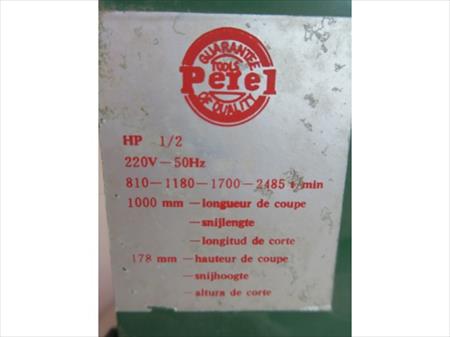 GUARANTEE
TOOLS
Perel
OF QUALITY
HP 1/2
220V—50Hz
810—1180—1700—2485 t/min
1000 mm —longueur de coupe
—snijlengte
—longitud de corte
178 mm —hauteur de coupe
—snijhoogte
—altura de corte